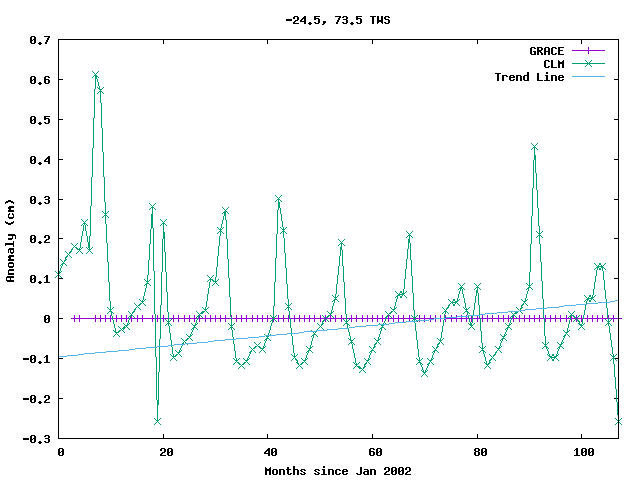 -24.5, 73.5 TWS
GRACE
CLM
Trend Line
0.7
0.6
0.5
0.4
0.3
0.2
0.1
0
-0.1
-0.2
-0.3
Anomaly (cm)
0 20 40 60 80 100
Months since Jan 2002